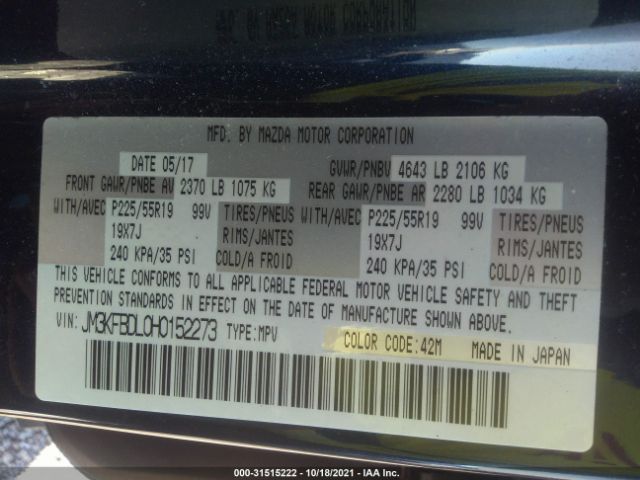 MFD. BY MAZDA MOTOR CORPORATION
DATE 05/17 GVWR/PNBV 4643 LB 2106 KG
FRONT GAWR/PNBE AV 2370 LB 1075 KG REAR GAWR/PNBE AR 2280 LB 1034 KG
WITH/AVEC P225/55R19 99V TIRES/PNEUS WITH/AVEC P225/55R19 99V TIRES/PNEUS
19X7J RIMS/JANTES 19X7J RIMS/JANTES
240 KPA/35 PSI COLD/A FROID 240 KPA/35 PSI COLD/A FROID
THIS VEHICLE CONFORMS TO ALL APPLICABLE FEDERAL MOTOR VEHICLE SAFETY AND THEFT
PREVENTION STANDARDS IN EFFECT ON THE DATE OF MANUFACTURE SHOWN ABOVE.
VIN: JM3KFBDL0H0152273 TYPE:MPV COLOR CODE:42M MADE IN JAPAN
000-31515222 - 10/18/2021 - IAA Inc.